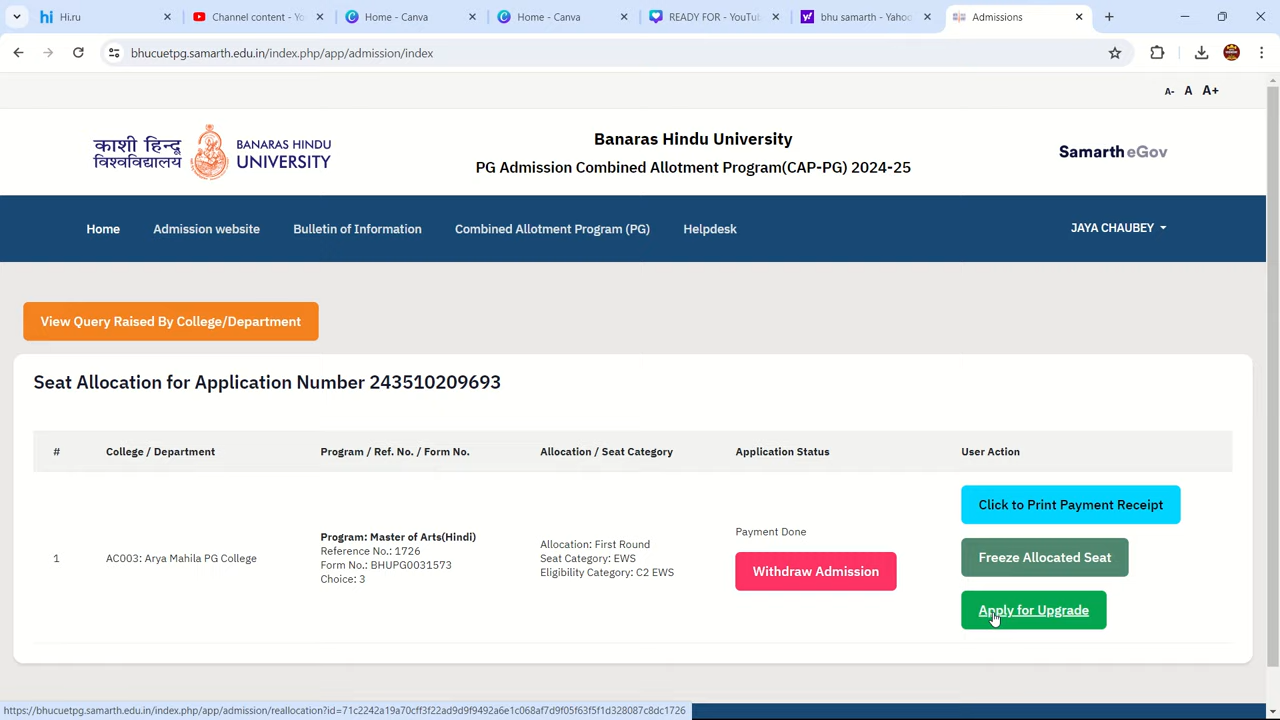 Hi.ru
Channel content - Yo
Home - Canva
Home - Canva
READY FOR - YouTub
bhu samarth - Yahoo
Admissions
bhucuetpg.samarth.edu.in/index.php/app/admission/index
A- A A+
काशी हिन्दू
विश्वविद्यालय
BANARAS HINDU
UNIVERSITY
Banaras Hindu University
PG Admission Combined Allotment Program(CAP-PG) 2024-25
Samarth eGov
Home
Admission website
Bulletin of Information
Combined Allotment Program (PG)
Helpdesk
JAYA CHAUBEY
View Query Raised By College/Department
Seat Allocation for Application Number 243510209693
#
College / Department
Program / Ref. No. / Form No.
Allocation / Seat Category
Application Status
User Action
1
AC003: Arya Mahila PG College
Program: Master of Arts(Hindi)
Reference No.: 1726
Form No.: BHUPG0031573
Choice: 3
Allocation: First Round
Seat Category: EWS
Eligibility Category: C2 EWS
Payment Done
Withdraw Admission
Click to Print Payment Receipt
Freeze Allocated Seat
Apply for Upgrade
https://bhucuetpg.samarth.edu.in/index.php/app/admission/reallocation?id=71c2242a19a70cff3f22ad9d9f9492a6e1c068af7d9f05f63f5f1d328087c8dc1726